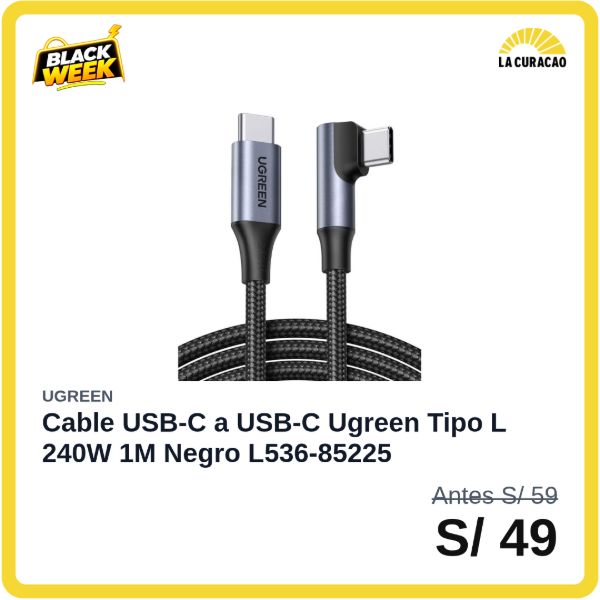 BLACK
WEEK
LA CURACAO
UGREEN
UGREEN
Cable USB-C a USB-C Ugreen Tipo L
240W 1M Negro L536-85225
Antes S/ 59
S/ 49